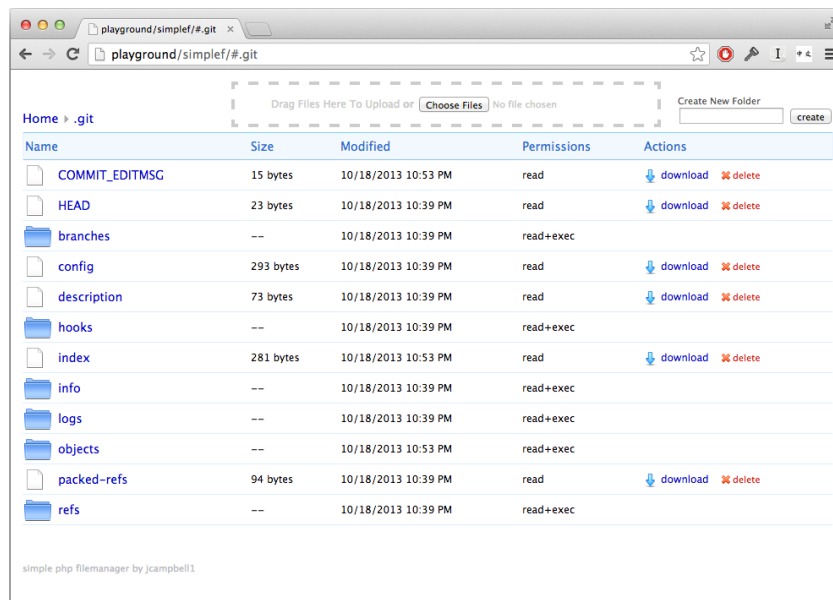 playground/simplef/#.git
playground/simplef/#.git
Drag Files Here To Upload or Choose Files No file chosen
Create New Folder
create
Home .git
Name Size Modified Permissions Actions
COMMIT_EDITMSG 15 bytes 10/18/2013 10:53 PM read download delete
HEAD 23 bytes 10/18/2013 10:39 PM read download delete
branches -- 10/18/2013 10:39 PM read+exec
config 293 bytes 10/18/2013 10:39 PM read download delete
description 73 bytes 10/18/2013 10:39 PM read download delete
hooks -- 10/18/2013 10:39 PM read+exec
index 281 bytes 10/18/2013 10:53 PM read download delete
info -- 10/18/2013 10:39 PM read+exec
logs -- 10/18/2013 10:39 PM read+exec
objects -- 10/18/2013 10:53 PM read+exec
packed-refs 94 bytes 10/18/2013 10:39 PM read download delete
refs -- 10/18/2013 10:39 PM read+exec
simple php filemanager by jcampbell1